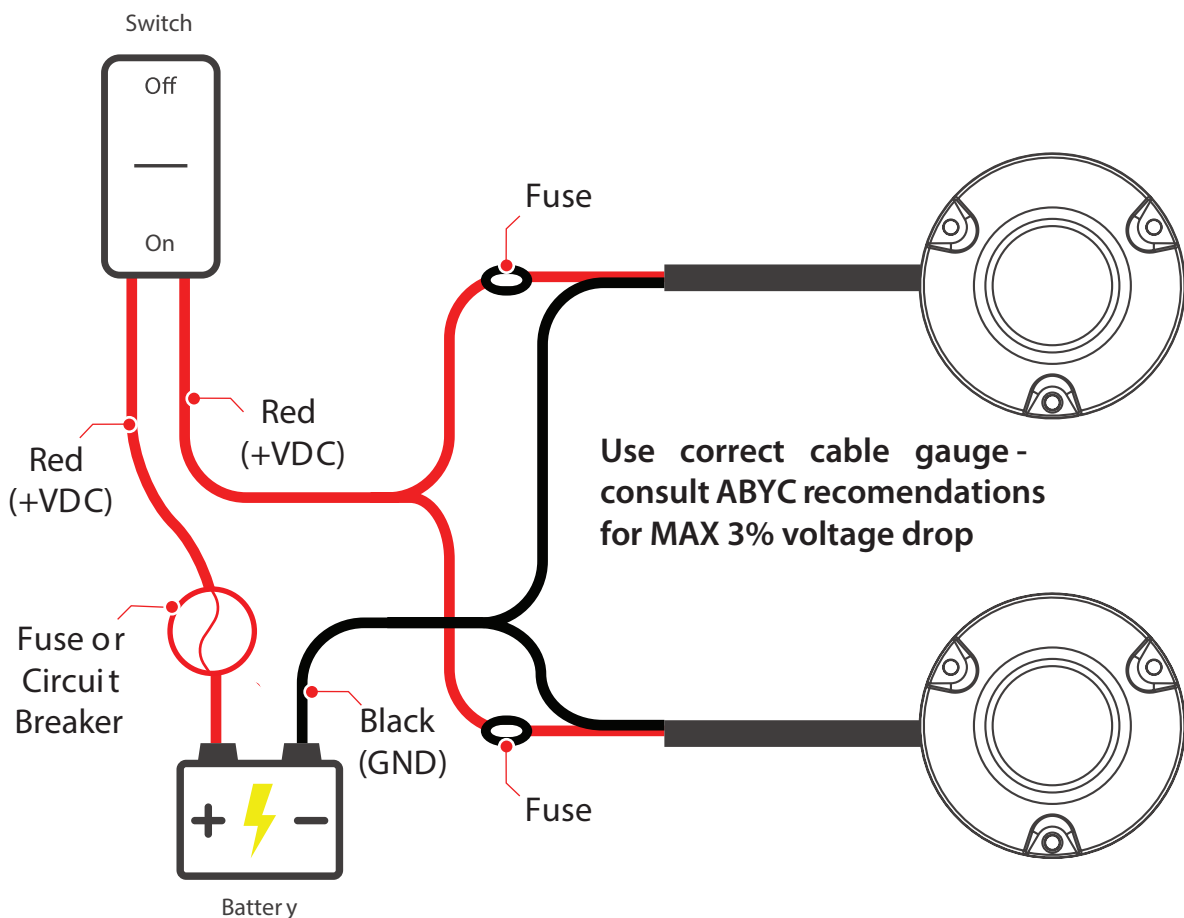 Switch
Off
On
Fuse
Red
(+VDC)
Red
(+VDC)
Use correct cable gauge -
consult ABYC recomendations
for MAX 3% voltage drop
Fuse or
Circuit
Breaker
Black
(GND)
Fuse
+
−
Battery